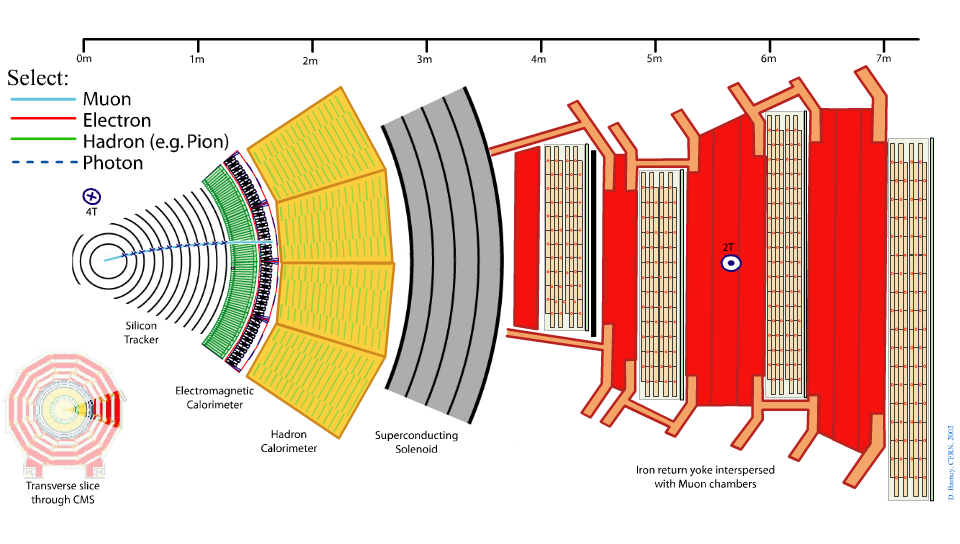 0m 1m 2m 3m 4m 5m 6m 7m
Select:
Muon
Electron
Hadron (e.g. Pion)
Photon
4T
2T
Silicon
Tracker
Electromagnetic
Calorimeter
Hadron
Calorimeter
Superconducting
Solenoid
Iron return yoke interspersed
with Muon chambers
Transverse slice
through CMS
D. Barney, CERN, 2002